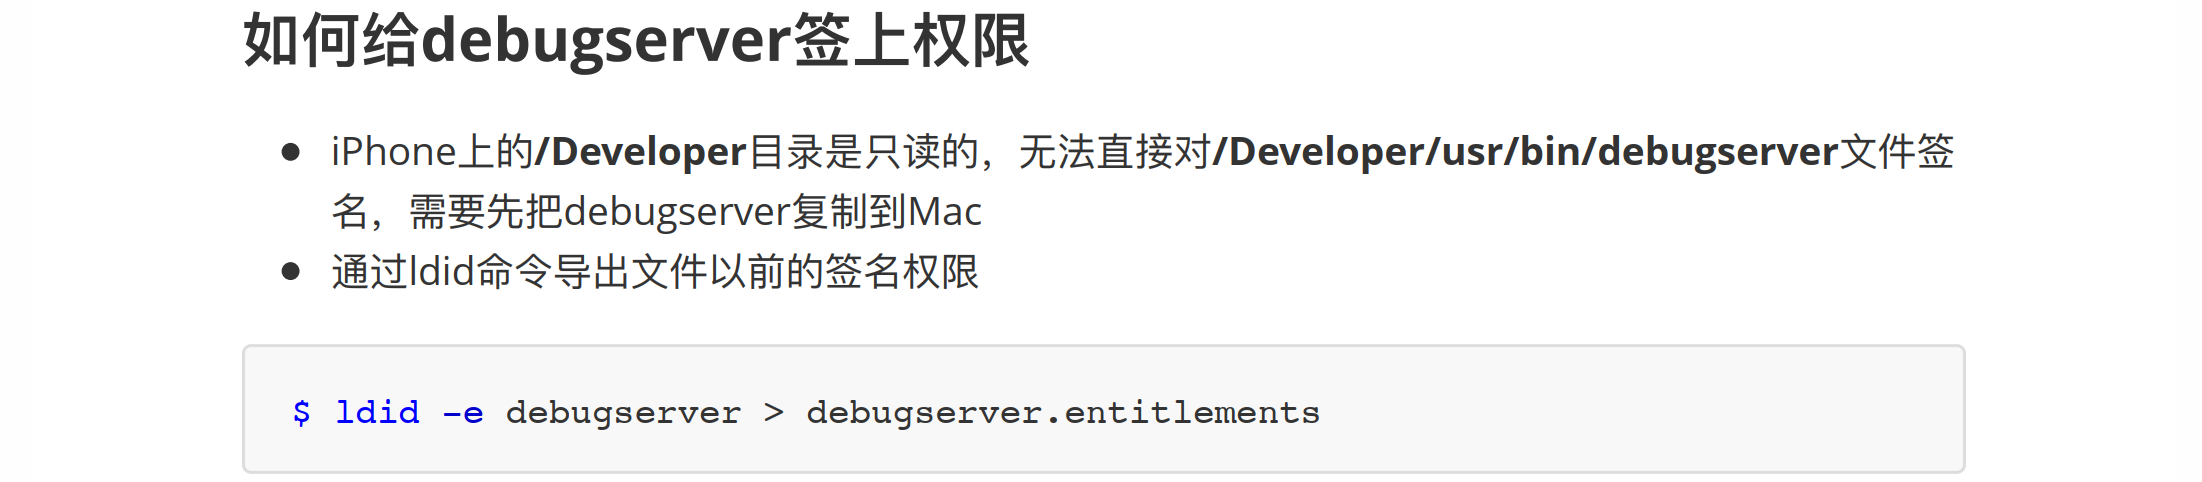 如何给debugserver签上权限
iPhone上的/Developer目录是只读的，无法直接对/Developer/usr/bin/debugserver文件签
名，需要先把debugserver复制到Mac
通过ldid命令导出文件以前的签名权限
$ ldid -e debugserver > debugserver.entitlements